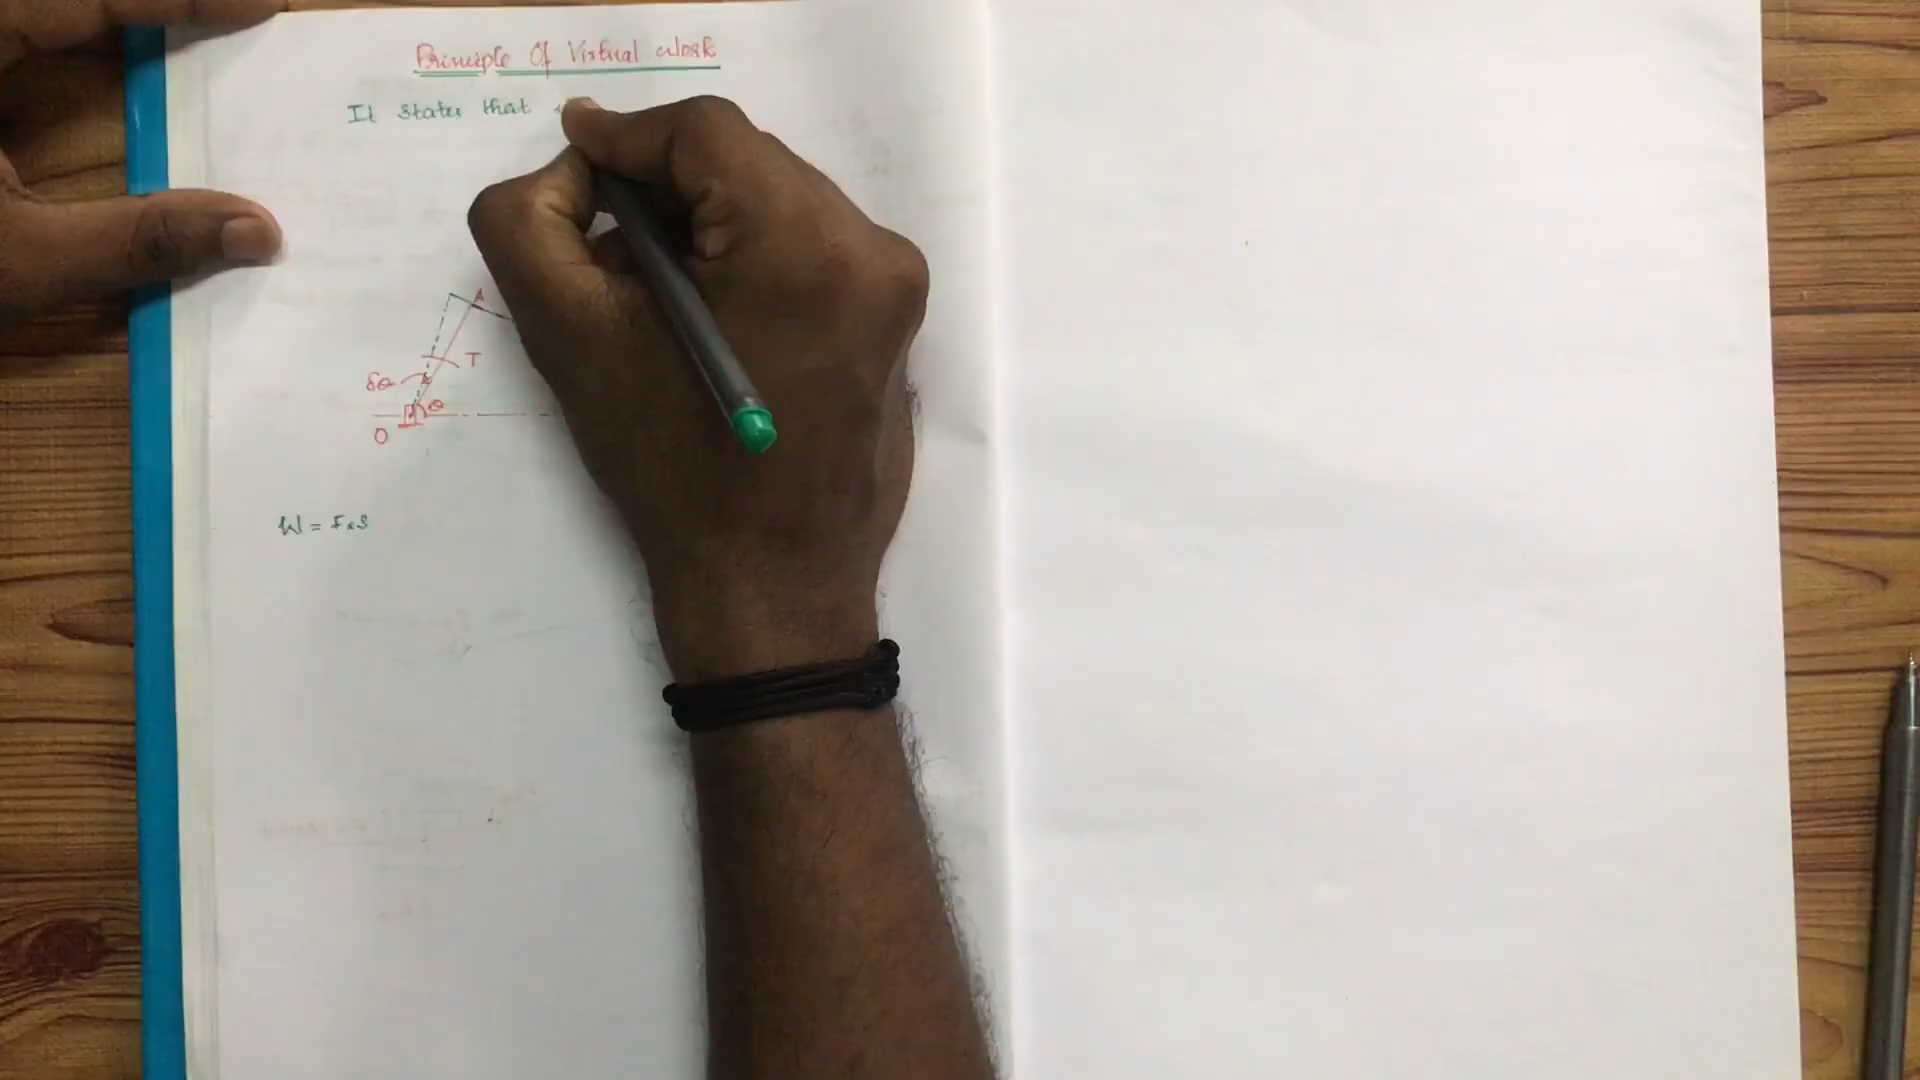 Principle Of Virtual Work
It states that
A
T
δθ
θ
O
W = F x S